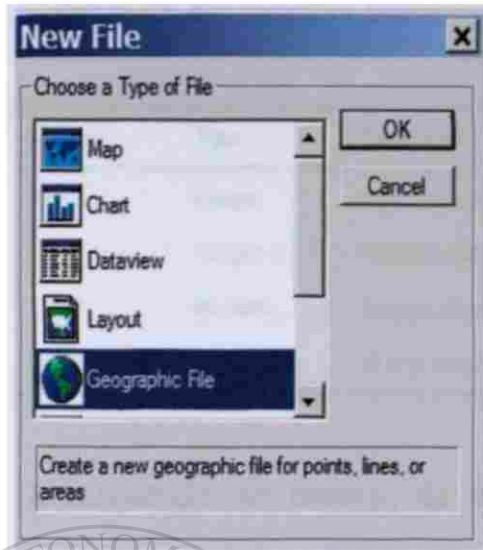 New File
Choose a Type of File
Map
Chart
Dataview
Layout
Geographic File
OK
Cancel
Create a new geographic file for points, lines, or
areas